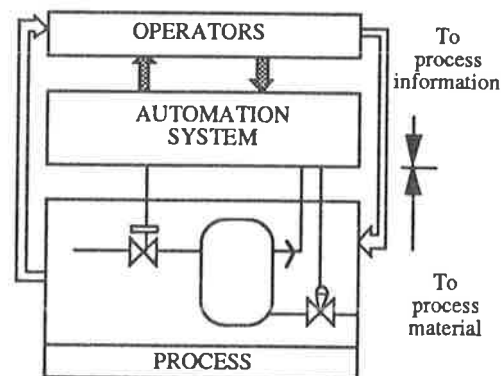 OPERATORS
To
process
information
AUTOMATION
SYSTEM
To
process
material
PROCESS